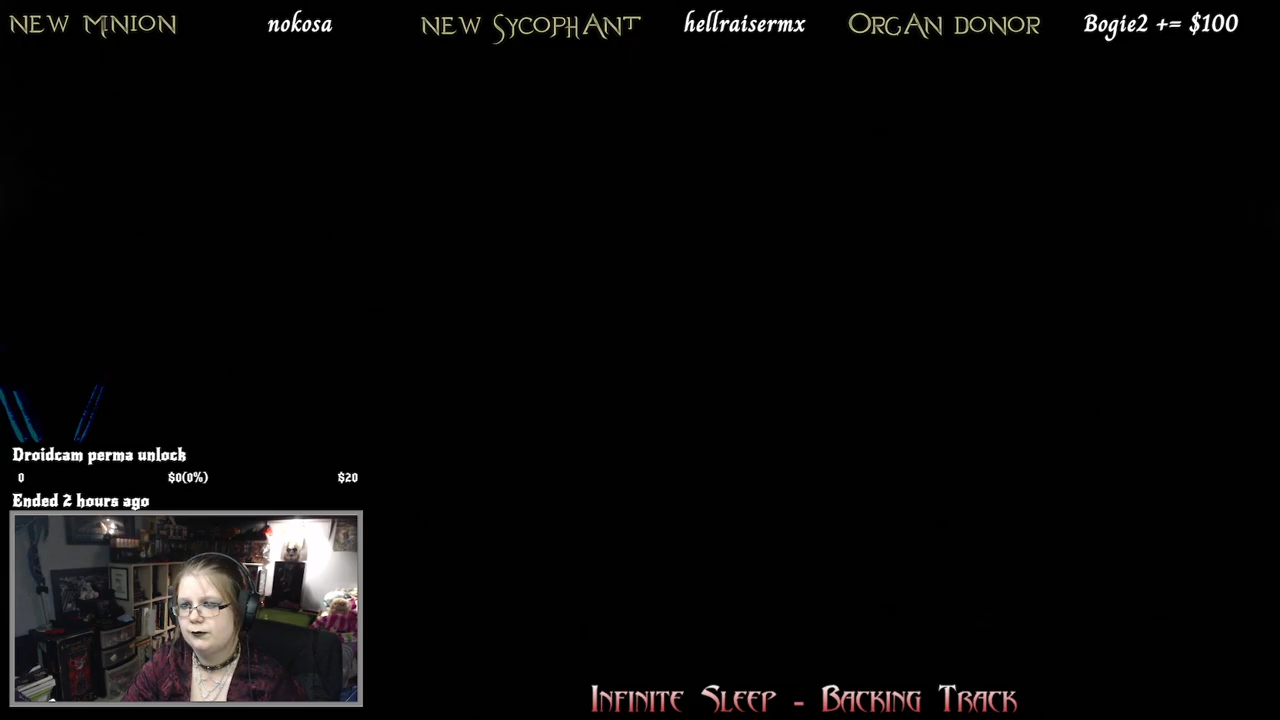 NEW MINION nokosa NEW SYCOPHANT hellraisermx ORGAN DONOR Bogie2 += $100
Droidcam perma unlock
0 $0(0%) $20
Ended 2 hours ago
Infinite Sleep - Backing Track